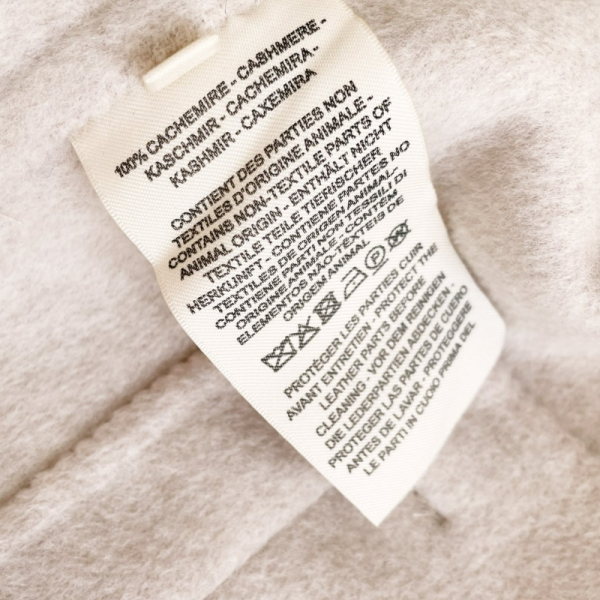 100% CACHEMIRE - CASHMERE -
KASCHMIR - CACHEMIRA -
KASHMIR - CAXEMIRA
CONTIENT DES PARTIES NON
TEXTILES D'ORIGINE ANIMALE -
CONTAINS NON-TEXTILE PARTS OF
ANIMAL ORIGIN - ENTHÄLT NICHT
TEXTILE TEILE TIERISCHER
HERKUNFT - CONTIENE PARTES NO
TEXTILES DE ORIGEN ANIMAL
CONTIENE PARTI NON TESSILI DI
ORIGINE ANIMALE - CONTÉM
ELEMENTOS NÃO-TÊXTEIS DE
ORIGEM ANIMAL
P
PROTÉGER LES PARTIES CUIR
AVANT ENTRETIEN - PROTECT THE
LEATHER PARTS BEFORE
CLEANING - VOR DEM REINIGEN
DIE LEDERPARTIEN ABDECKEN -
PROTEGER LAS PARTES DE CUERO
ANTES DE LAVAR - PROTEGGERE
LE PARTI IN CUOIO PRIMA DEL